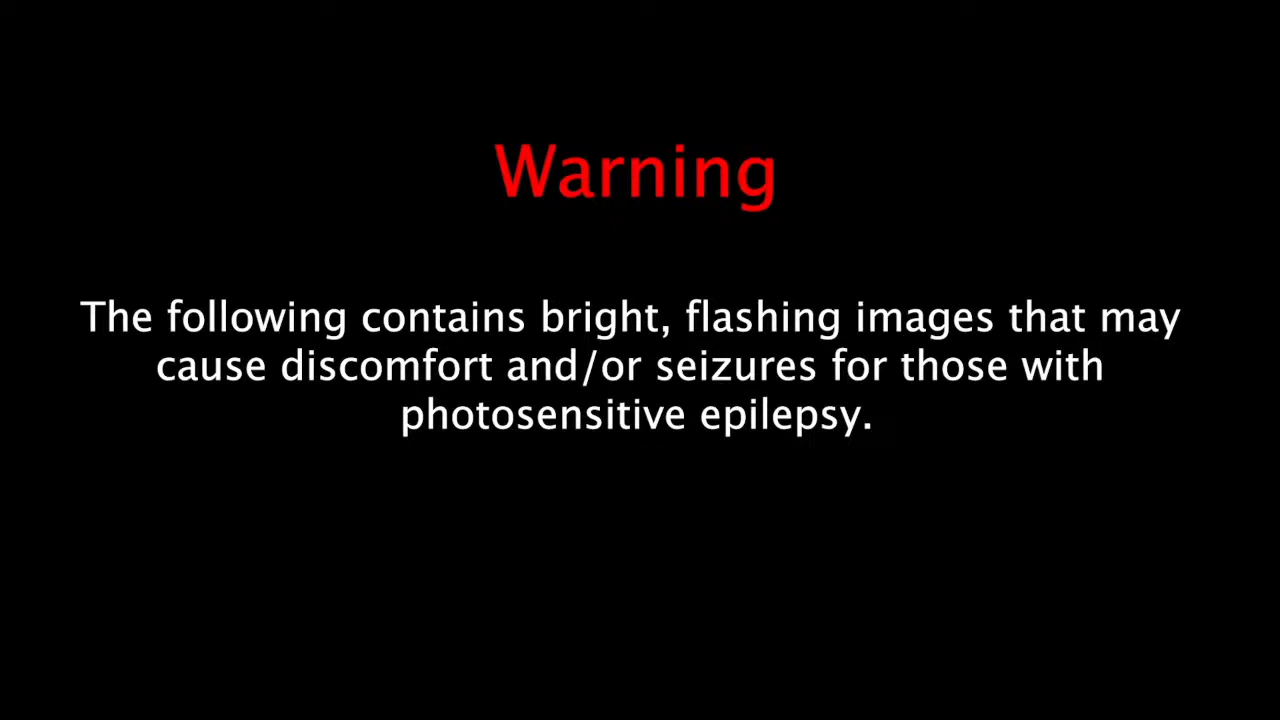 Warning
The following contains bright, flashing images that may
cause discomfort and/or seizures for those with
photosensitive epilepsy.